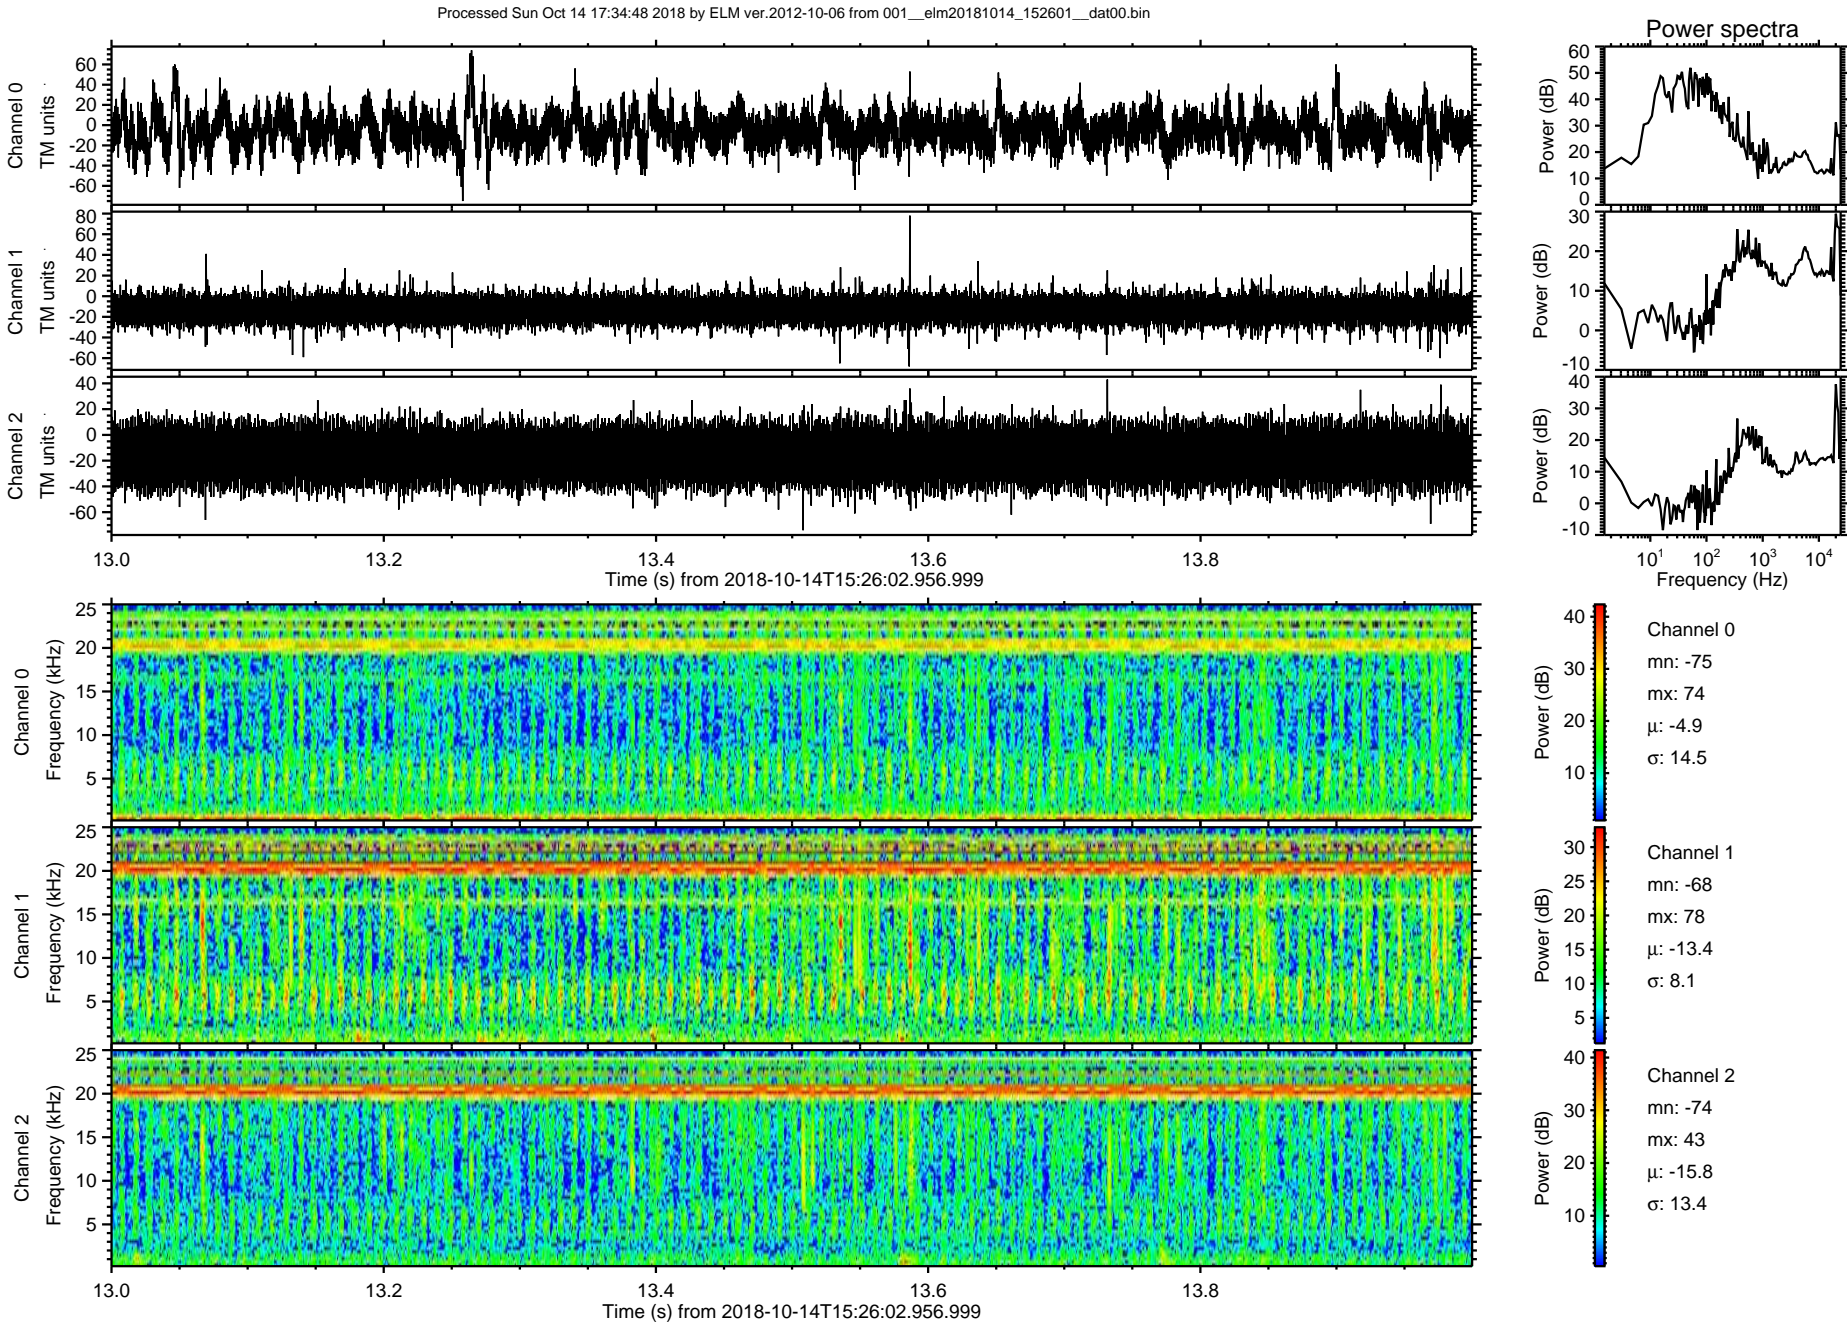 Processed Sun Oct 14 17:34:48 2018 by ELM ver.2012-10-06 from 001__elm20181014_152601__dat00.bin
Power spectra
Channel 0
TM units
60
40
20
0
-20
-40
-60
Power (dB)
60
50
40
30
20
10
0
Channel 1
TM units
80
60
40
20
0
-20
-40
-60
Power (dB)
30
20
10
0
-10
Channel 2
TM units
40
20
0
-20
-40
-60
Power (dB)
40
30
20
10
0
-10
13.0 13.2 13.4 13.6 13.8
Time (s) from 2018-10-14T15:26:02.956.999
10^1 10^2 10^3 10^4
Frequency (Hz)
Channel 0
Frequency (kHz)
25
20
15
10
5
Power (dB)
40
30
20
10
Channel 0
mn: -75
mx: 74
μ: -4.9
σ: 14.5
Channel 1
Frequency (kHz)
25
20
15
10
5
Power (dB)
30
25
20
15
10
5
Channel 1
mn: -68
mx: 78
μ: -13.4
σ: 8.1
Channel 2
Frequency (kHz)
25
20
15
10
5
Power (dB)
40
30
20
10
Channel 2
mn: -74
mx: 43
μ: -15.8
σ: 13.4
13.0 13.2 13.4 13.6 13.8
Time (s) from 2018-10-14T15:26:02.956.999